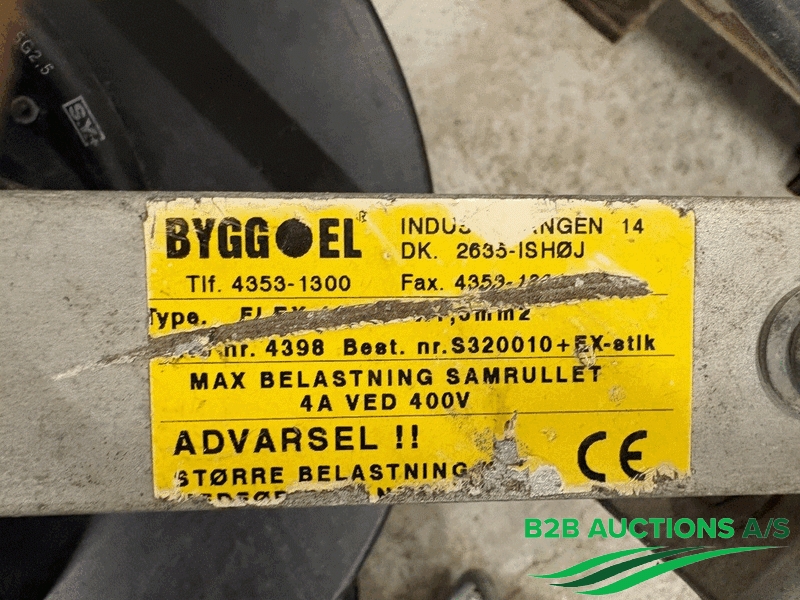 5G2,5
S.Y.
BYGG EL
INDUS NGEN 14
DK. 2635-ISHØJ
Tlf. 4353-1300
Fax. 4353-
Type. FLEX mm2
nr. 4398 Best. nr.S320010+EX-stik
MAX BELASTNING SAMRULLET
4A VED 400V
ADVARSEL !!
STØRRE BELASTNING
CE
B2B AUCTIONS A/S